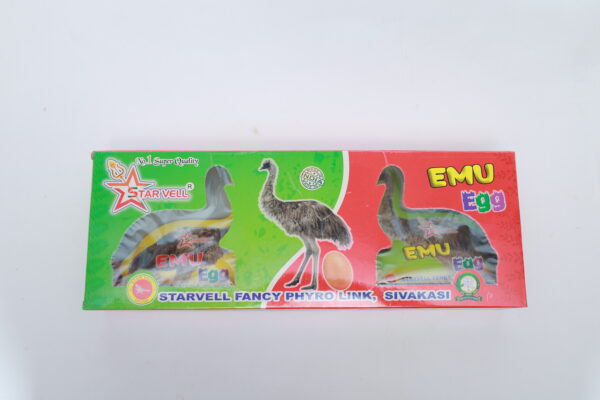 No.1 Super Quality
STAR VELL®
EMU
Egg
EMU
Egg
EMU
Egg
STARVELL FANCY PHYRO LINK, SIVAKASI